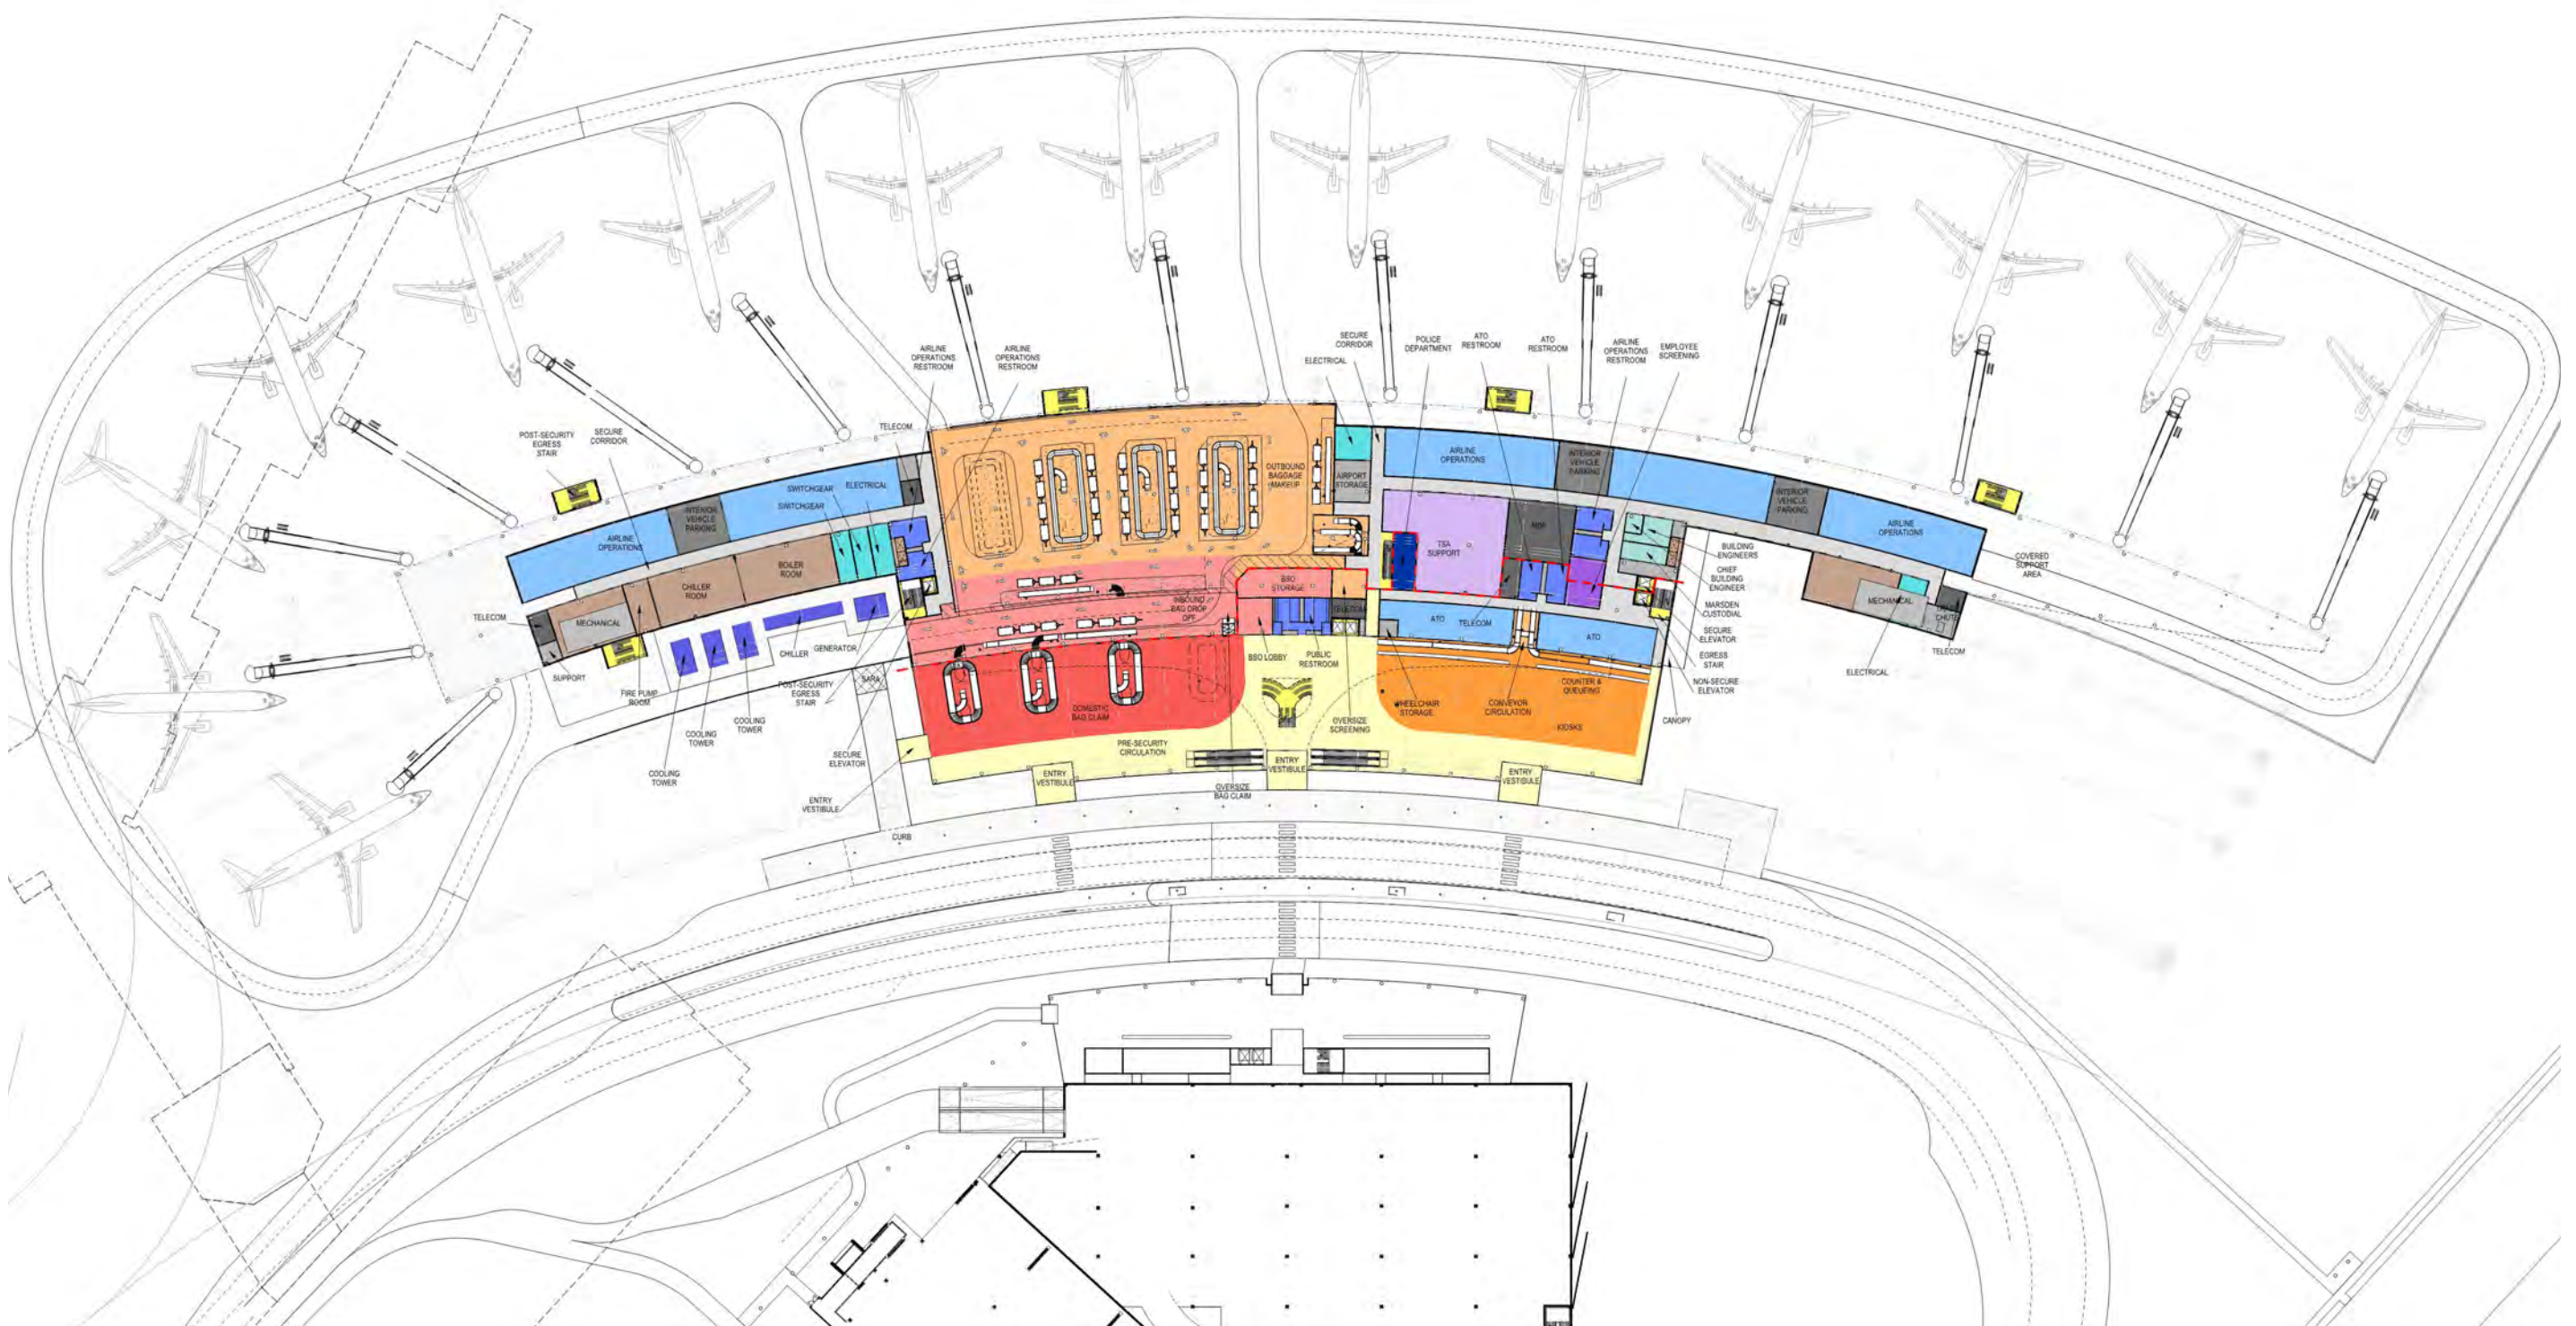 AIRLINE
OPERATIONS
RESTROOM
AIRLINE
OPERATIONS
RESTROOM
SECURE
CORRIDOR
ELECTRICAL
POLICE
DEPARTMENT
ATO
RESTROOM
ATO
RESTROOM
AIRLINE
OPERATIONS
RESTROOM
EMPLOYEE
SCREENING
TELECOM
POST-SECURITY
EGRESS
STAIR
SECURE
CORRIDOR
SWITCHGEAR
ELECTRICAL
SWITCHGEAR
INTERIOR
VEHICLE
PARKING
AIRLINE
OPERATIONS
OUTBOUND
BAGGAGE
MAKEUP
AIRPORT
STORAGE
AIRLINE
OPERATIONS
INTERIOR
VEHICLE
PARKING
INTERIOR
VEHICLE
PARKING
AIRLINE
OPERATIONS
MDF
TSA
SUPPORT
BUILDING
ENGINEERS
CHIEF
BUILDING
ENGINEER
MARSDEN
CUSTODIAL
SECURE
ELEVATOR
EGRESS
STAIR
NON-SECURE
ELEVATOR
CANOPY
COVERED
SUPPORT
AREA
MECHANICAL
CHUTE
TELECOM
ELECTRICAL
BOILER
ROOM
CHILLER
ROOM
TELECOM
MECHANICAL
SUPPORT
FIRE PUMP
ROOM
CHILLER
GENERATOR
COOLING
TOWER
COOLING
TOWER
COOLING
TOWER
POST-SECURITY
EGRESS
STAIR
SARA
SECURE
ELEVATOR
ENTRY
VESTIBULE
CURB
INBOUND
BAG DROP
OFF
BSO
STORAGE
TELECOM
BSO LOBBY
PUBLIC
RESTROOM
ATO
TELECOM
ATO
DOMESTIC
BAG CLAIM
PRE-SECURITY
CIRCULATION
OVERSIZE
SCREENING
WHEELCHAIR
STORAGE
CONVEYOR
CIRCULATION
COUNTER &
QUEUEING
KIOSKS
ENTRY
VESTIBULE
ENTRY
VESTIBULE
ENTRY
VESTIBULE
OVERSIZE
BAG CLAIM